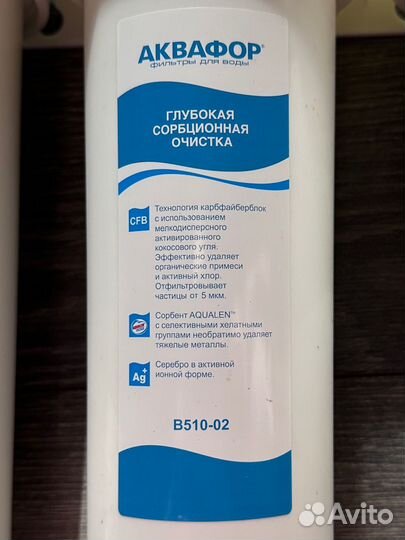 АКВАФОР®
ФИЛЬТРЫ ДЛЯ ВОДЫ
ГЛУБОКАЯ
СОРБЦИОННАЯ
ОЧИСТКА
CFB
Технология карбфайберблок
с использованием
мелкодисперсного
активированного
кокосового угля.
Эффективно удаляет
органические примеси
и активный хлор.
Отфильтровывает
частицы от 5 мкм.
Сорбент AQUALEN™
с селективными хелатными
группами необратимо удаляет
тяжелые металлы.
Ag+
Серебро в активной
ионной форме.
B510-02
Avito